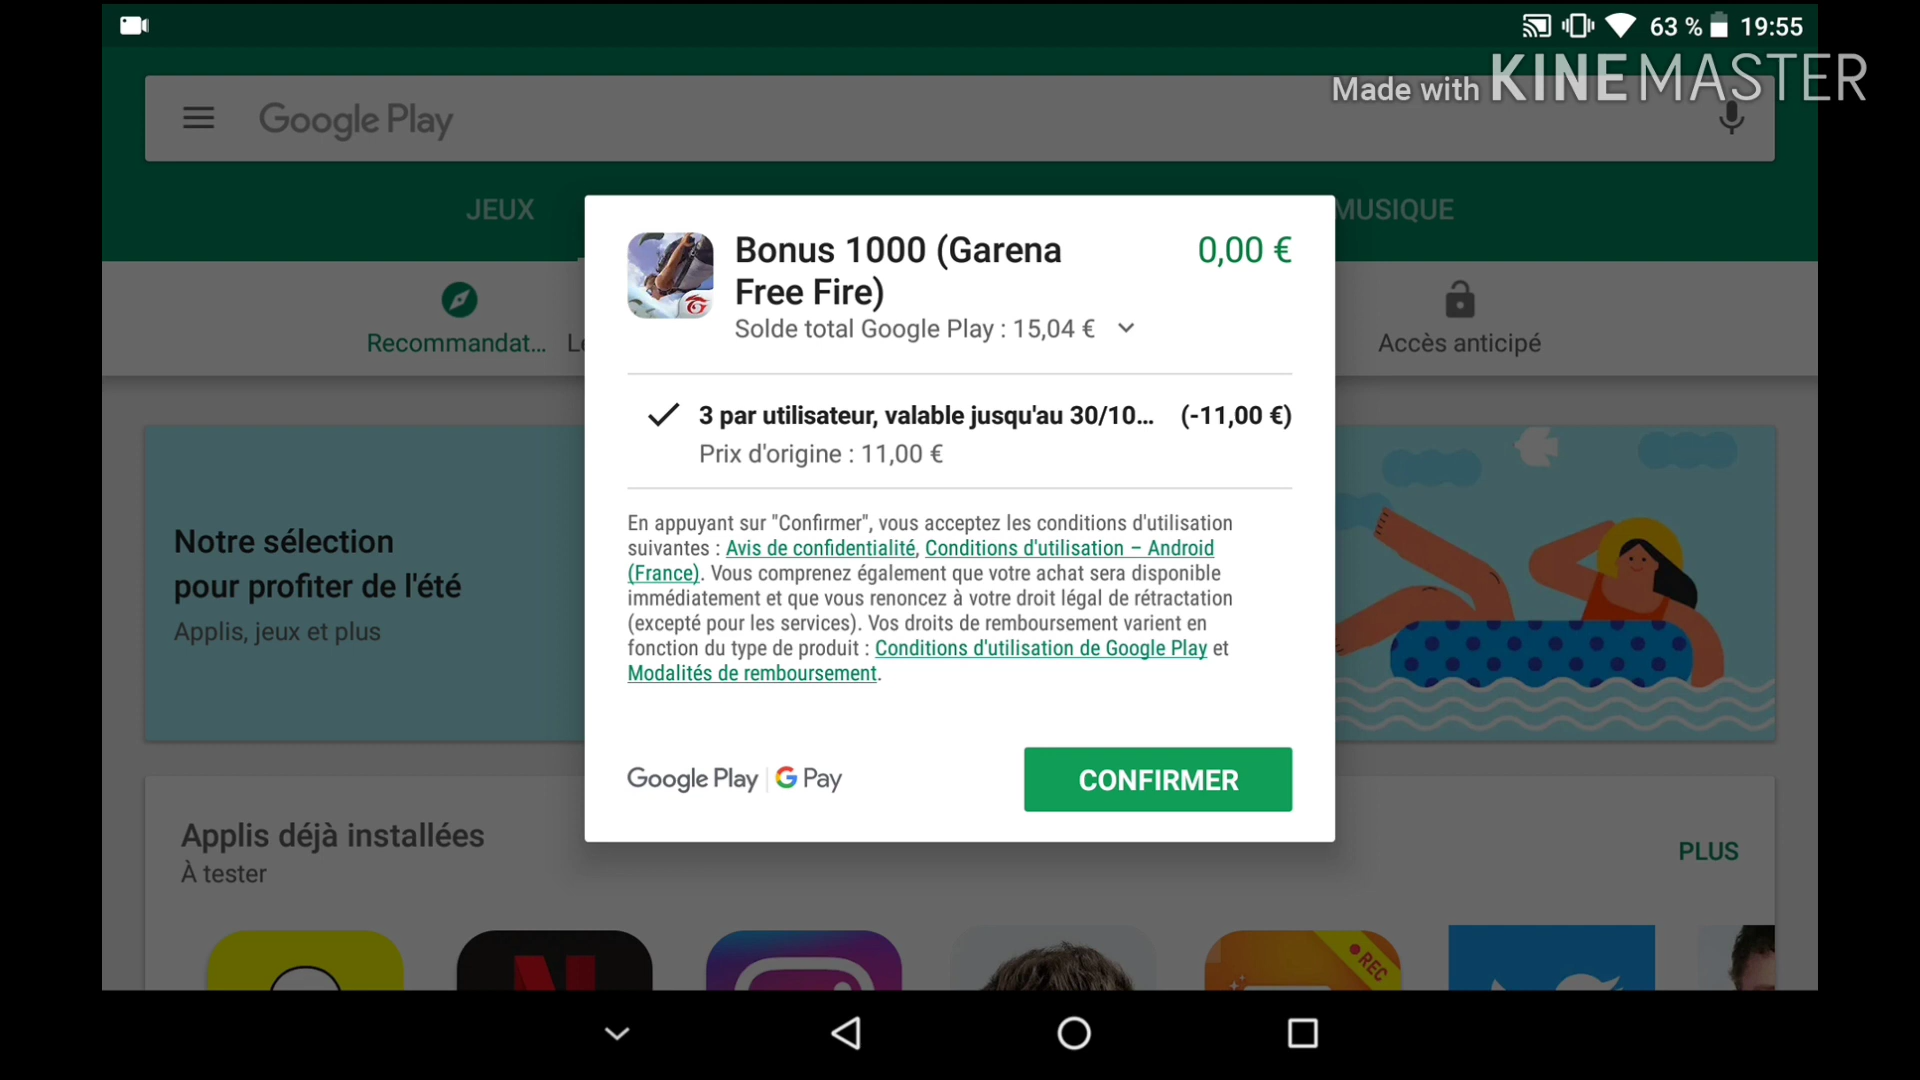 63 % 19:55
Made with KINEMASTER
Google Play
JEUX
MUSIQUE
Bonus 1000 (Garena
Free Fire)
0,00 €
Solde total Google Play : 15,04 €
Recommandat...
Accès anticipé
3 par utilisateur, valable jusqu'au 30/10... (-11,00 €)
Prix d'origine : 11,00 €
En appuyant sur "Confirmer", vous acceptez les conditions d'utilisation
suivantes : Avis de confidentialité, Conditions d'utilisation – Android
(France). Vous comprenez également que votre achat sera disponible
immédiatement et que vous renoncez à votre droit légal de rétractation
(excepté pour les services). Vos droits de remboursement varient en
fonction du type de produit : Conditions d'utilisation de Google Play et
Modalités de remboursement.
Notre sélection
pour profiter de l'été
Applis, jeux et plus
Google Play | G Pay
CONFIRMER
Applis déjà installées
À tester
PLUS
REC